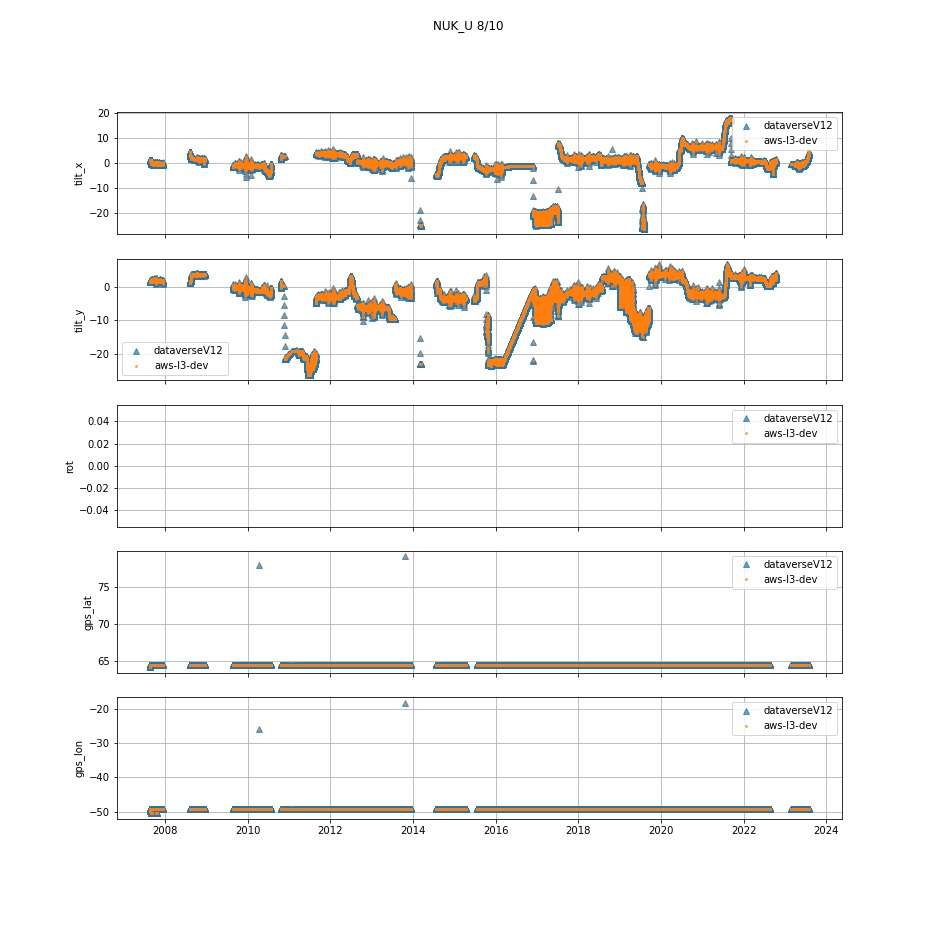 NUK_U 8/10
20
10
0
−10
−20
tilt_x
dataverseV12
aws-l3-dev
0
−10
−20
tilt_y
dataverseV12
aws-l3-dev
0.04
0.02
0.00
−0.02
−0.04
rot
dataverseV12
aws-l3-dev
75
70
65
gps_lat
dataverseV12
aws-l3-dev
−20
−30
−40
−50
gps_lon
dataverseV12
aws-l3-dev
2008 2010 2012 2014 2016 2018 2020 2022 2024